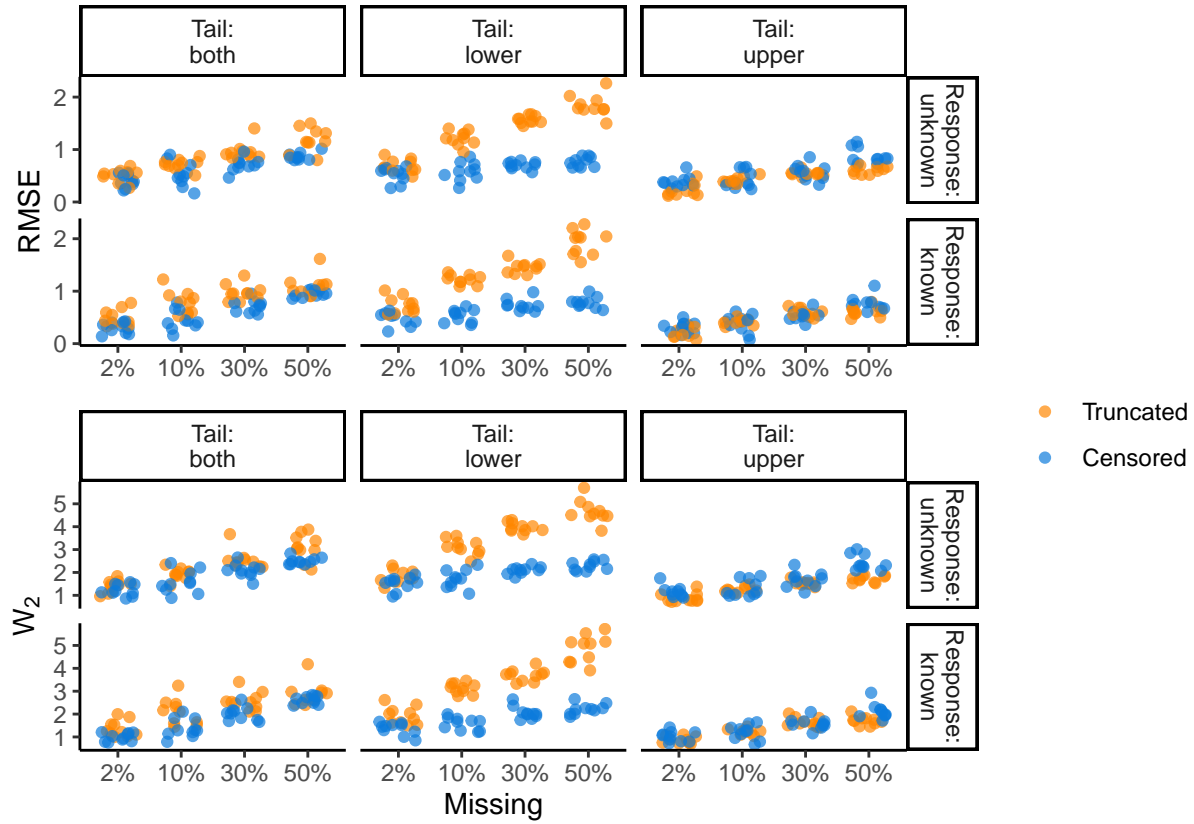 Tail:
both
Tail:
lower
Tail:
upper
RMSE
2
1
0
Response:
unknown
2
1
0
Response:
known
2% 10% 30% 50%
2% 10% 30% 50%
2% 10% 30% 50%
Truncated
Censored
Tail:
both
Tail:
lower
Tail:
upper
W₂
5
4
3
2
1
Response:
unknown
5
4
3
2
1
Response:
known
2% 10% 30% 50%
2% 10% 30% 50%
2% 10% 30% 50%
Missing